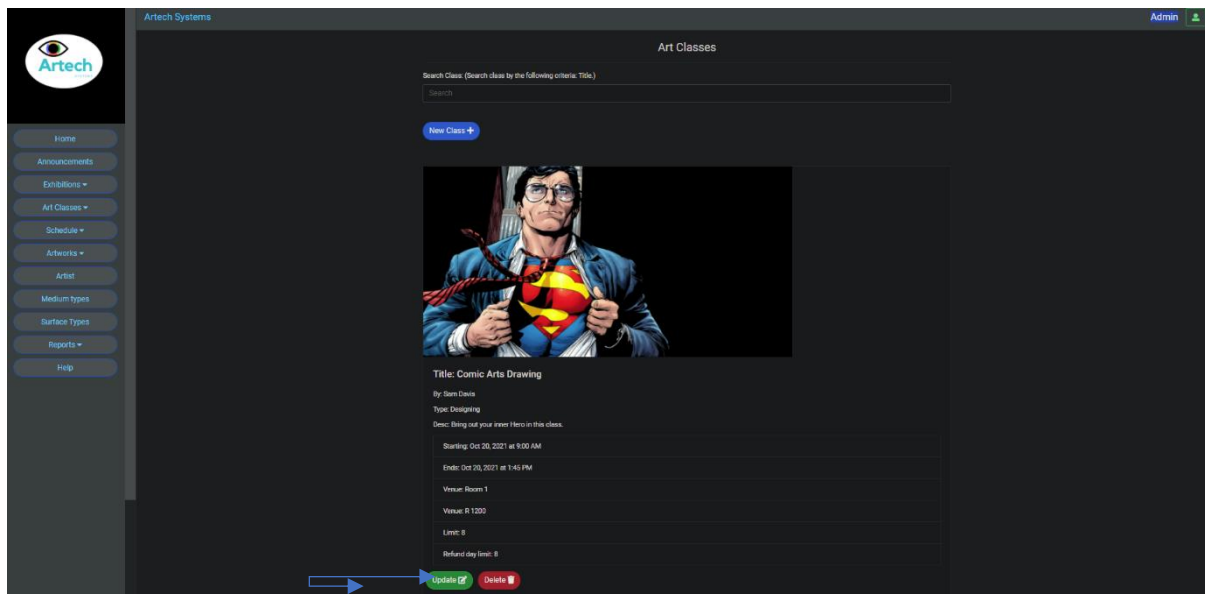 Artech Systems
Admin
Artech
Home
Announcements
Exhibitions
Art Classes
Schedule
Artworks
Artist
Medium types
Surface Types
Reports
Help
Art Classes
Search Class: (Search class by the following criteria: Title.)
Search
New Class +
Title: Comic Arts Drawing
By: Sam Davis
Type: Designing
Desc: Bring out your inner Hero in this class.
Starting: Oct 20, 2021 at 9:00 AM
Ends: Oct 20, 2021 at 1:45 PM
Venue: Room 1
Venue: R 1200
Limit: 8
Refund day limit: 8
Update
Delete